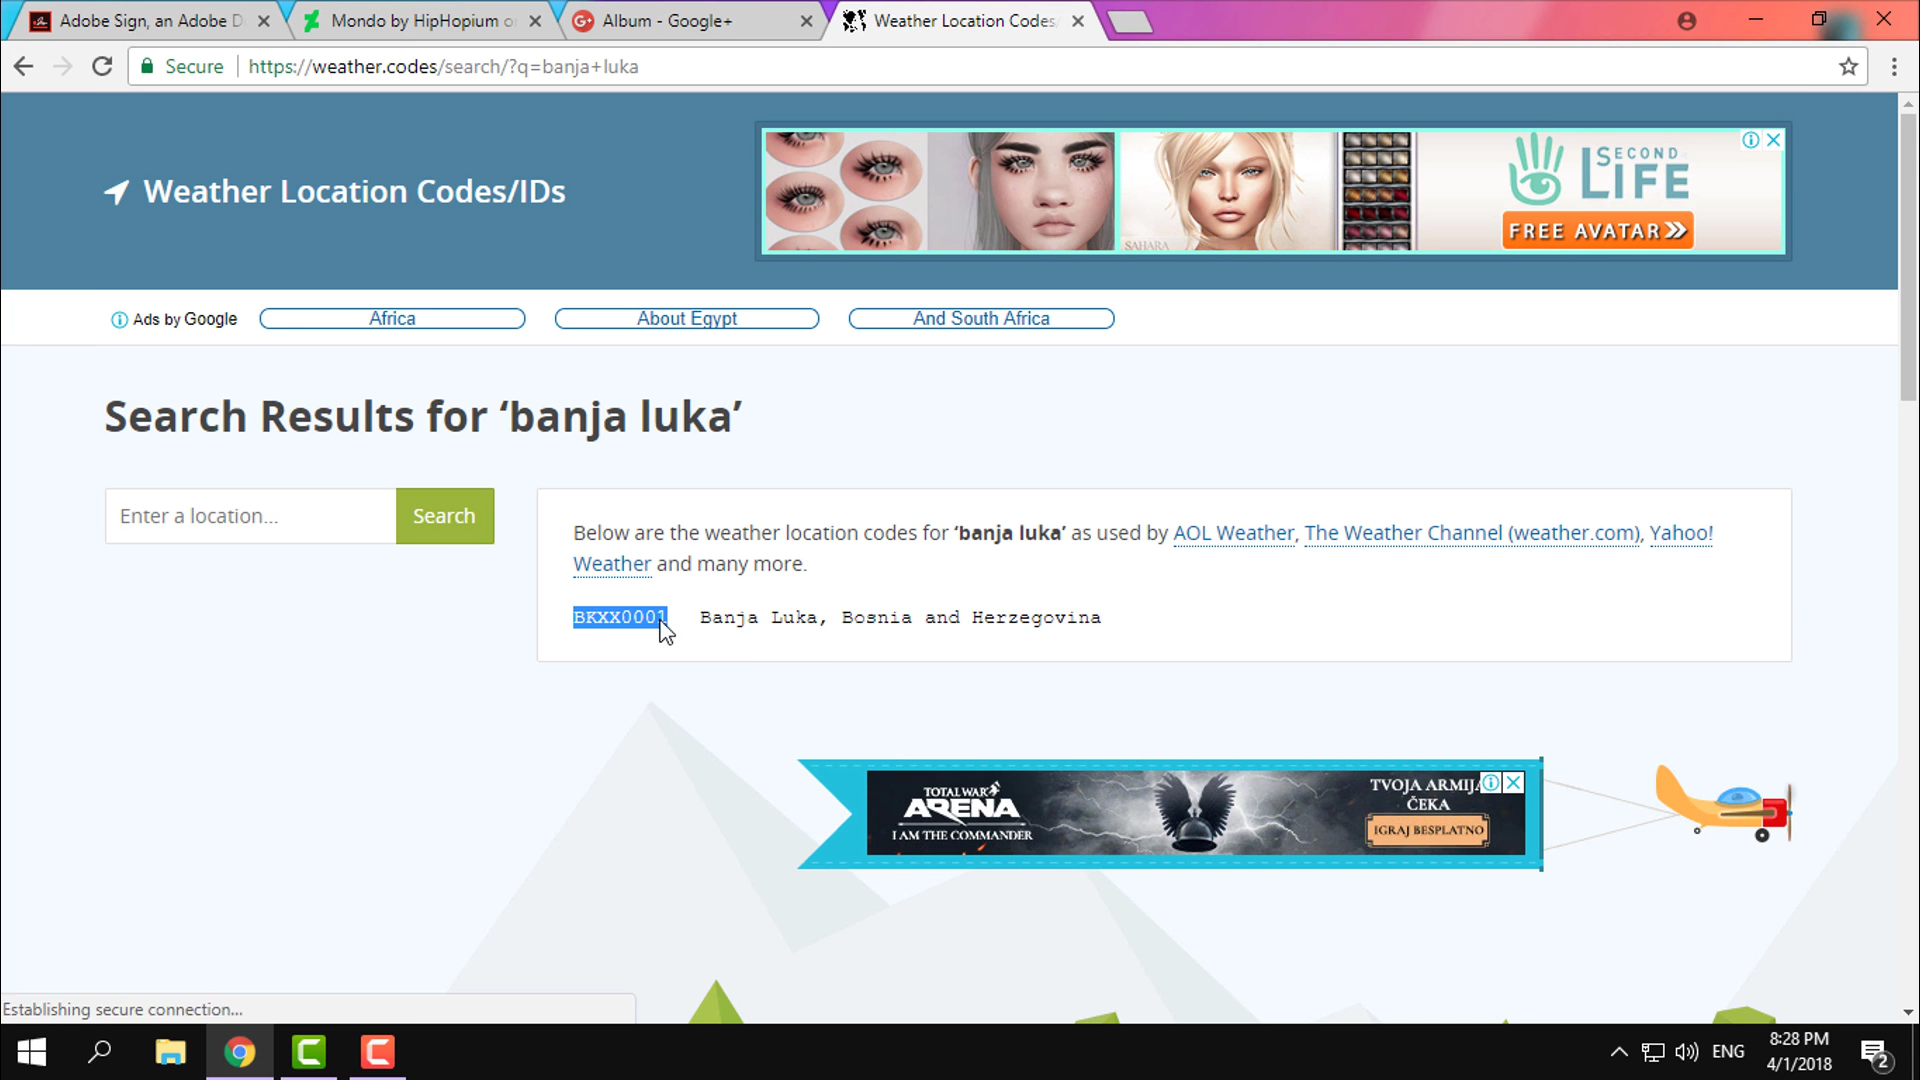 Adobe Sign, an Adobe D
Mondo by HipHopium o
Album - Google+
Weather Location Codes
Secure
https://weather.codes/search/?q=banja+luka
Weather Location Codes/IDs
SAHARA
SECOND
LIFE
FREE AVATAR
Ads by Google
Africa
About Egypt
And South Africa
Search Results for ‘banja luka’
Enter a location...
Search
Below are the weather location codes for ‘banja luka’ as used by AOL Weather, The Weather Channel (weather.com), Yahoo!
Weather and many more.
BKXX0001 Banja Luka, Bosnia and Herzegovina
TOTAL WAR
ARENA
I AM THE COMMANDER
TVOJA ARMIJA
ČEKA
IGRAJ BESPLATNO
Establishing secure connection...
ENG
8:28 PM
4/1/2018
2